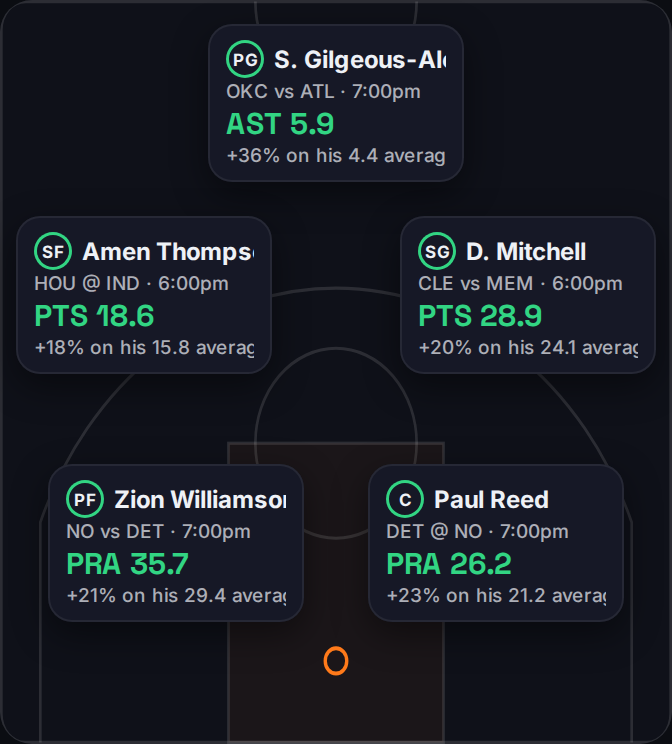 PG S. Gilgeous-Al
OKC vs ATL · 7:00pm
AST 5.9
+36% on his 4.4 averag
SF Amen Thomps
HOU @ IND · 6:00pm
PTS 18.6
+18% on his 15.8 averag
SG D. Mitchell
CLE vs MEM · 6:00pm
PTS 28.9
+20% on his 24.1 averag
PF Zion Williamson
NO vs DET · 7:00pm
PRA 35.7
+21% on his 29.4 averag
C Paul Reed
DET @ NO · 7:00pm
PRA 26.2
+23% on his 21.2 averag